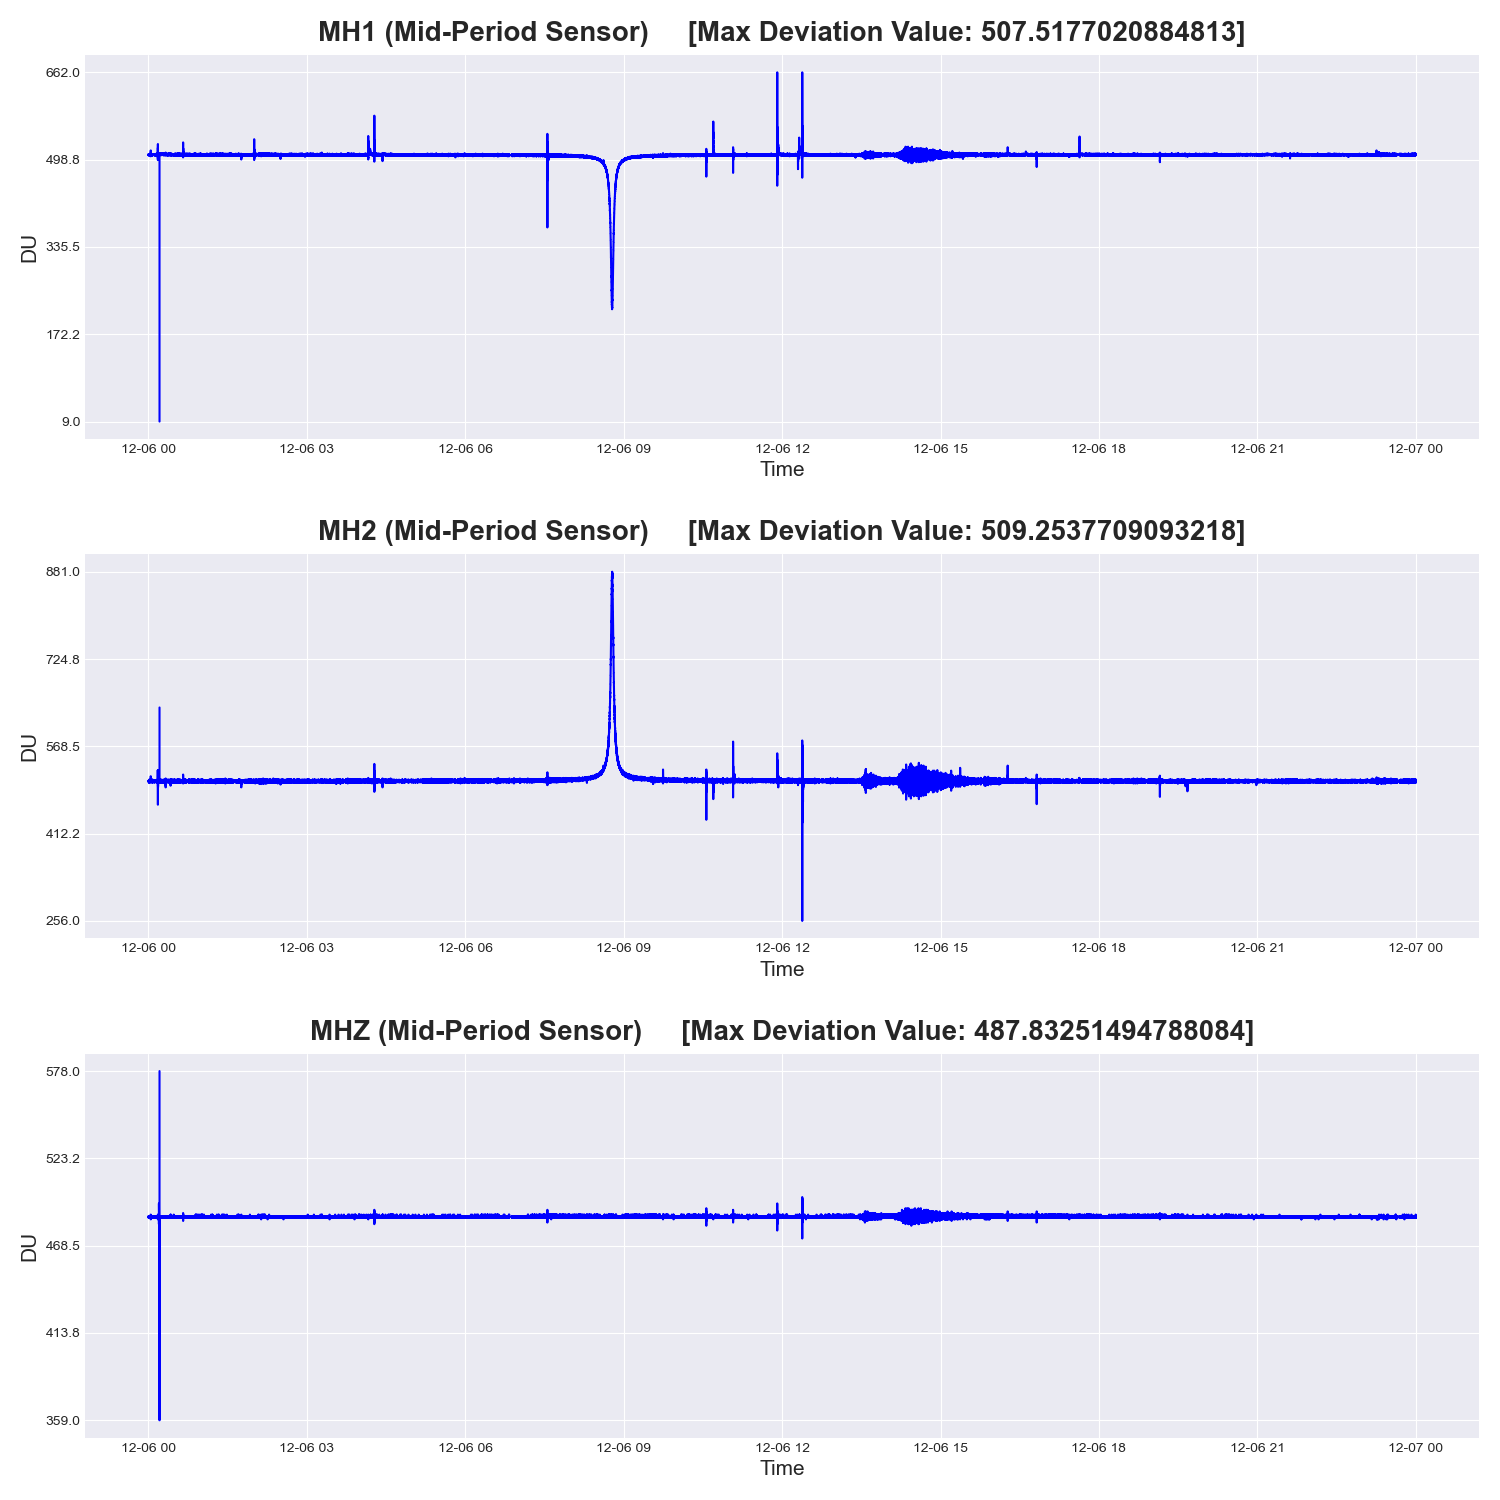 MH1 (Mid-Period Sensor) [Max Deviation Value: 507.5177020884813]
662.0
498.8
335.5
172.2
9.0
DU
12-06 00 12-06 03 12-06 06 12-06 09 12-06 12 12-06 15 12-06 18 12-06 21 12-07 00
Time
MH2 (Mid-Period Sensor) [Max Deviation Value: 509.2537709093218]
881.0
724.8
568.5
412.2
256.0
DU
12-06 00 12-06 03 12-06 06 12-06 09 12-06 12 12-06 15 12-06 18 12-06 21 12-07 00
Time
MHZ (Mid-Period Sensor) [Max Deviation Value: 487.83251494788084]
578.0
523.2
468.5
413.8
359.0
DU
12-06 00 12-06 03 12-06 06 12-06 09 12-06 12 12-06 15 12-06 18 12-06 21 12-07 00
Time